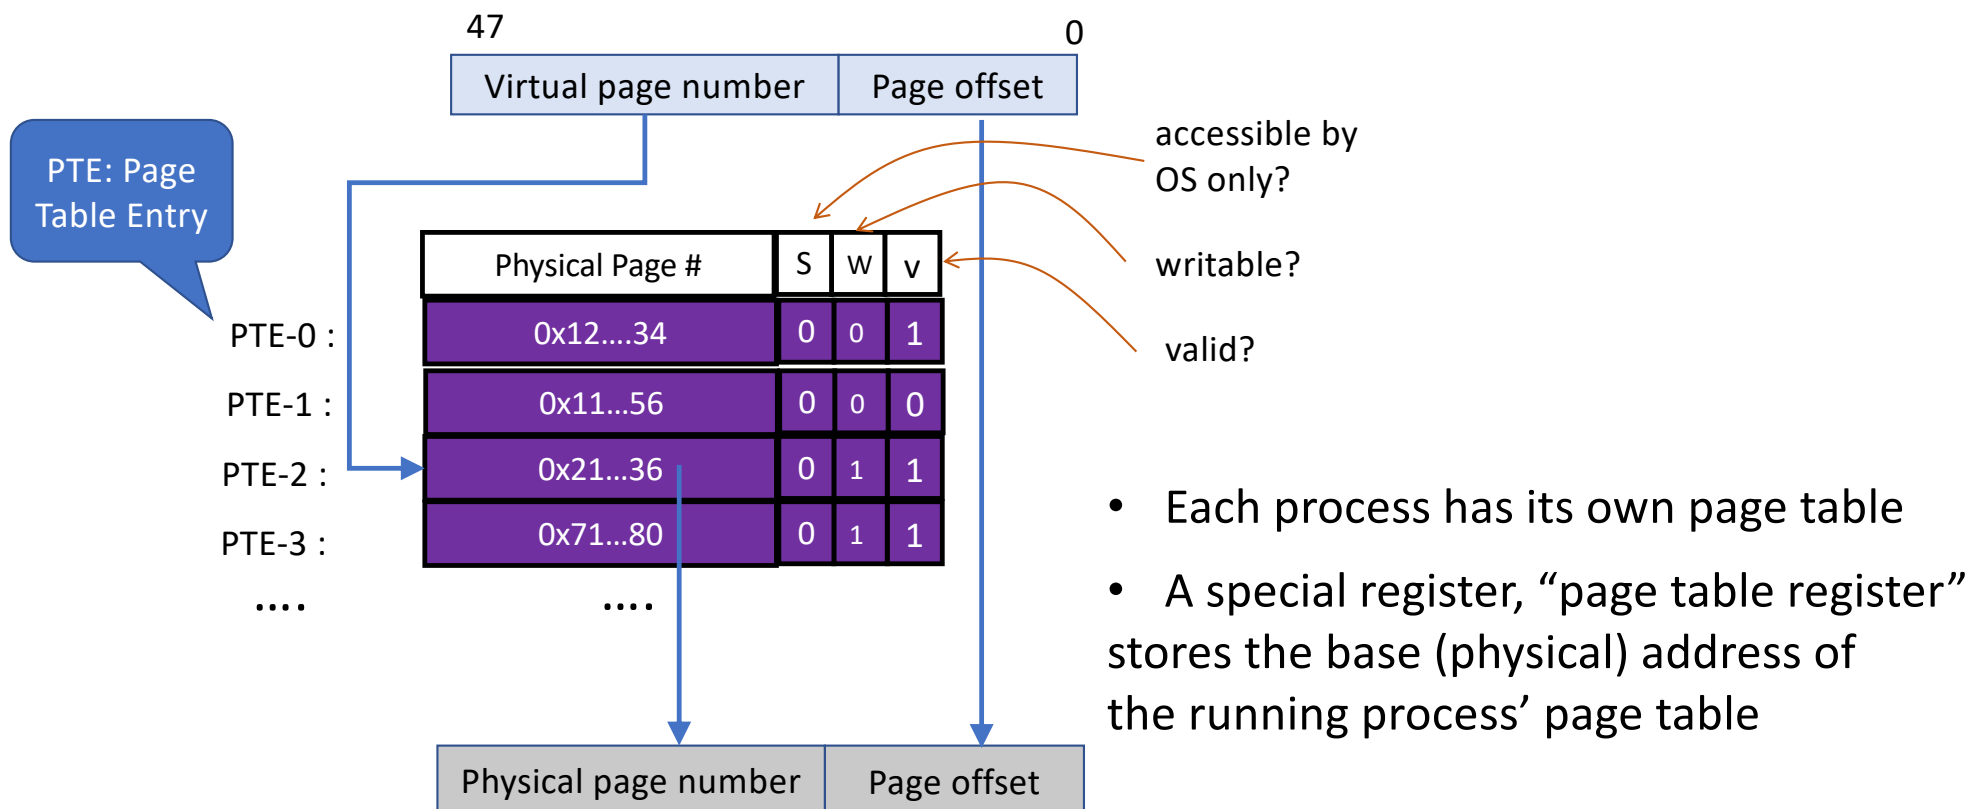 47 0
Virtual page number Page offset
accessible by
OS only?
PTE: Page
Table Entry
Physical Page # S W v
writable?
PTE-0 : 0x12....34 0 0 1
valid?
PTE-1 : 0x11...56 0 0 0
PTE-2 : 0x21...36 0 1 1
PTE-3 : 0x71...80 0 1 1
.... ....
• Each process has its own page table
• A special register, “page table register”
stores the base (physical) address of
the running process’ page table
Physical page number Page offset